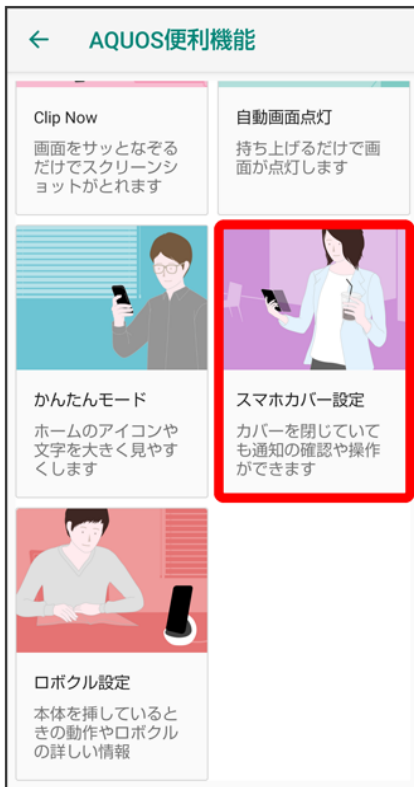 AQUOS便利機能
Clip Now
画面をサッとなぞる
だけでスクリーンシ
ョットがとれます
自動画面点灯
持ち上げるだけで画
面が点灯します
かんたんモード
ホームのアイコンや
文字を大きく見やす
くします
スマホカバー設定
カバーを閉じていて
も通知の確認や操作
ができます
ロボクル設定
本体を挿していると
きの動作やロボクル
の詳しい情報